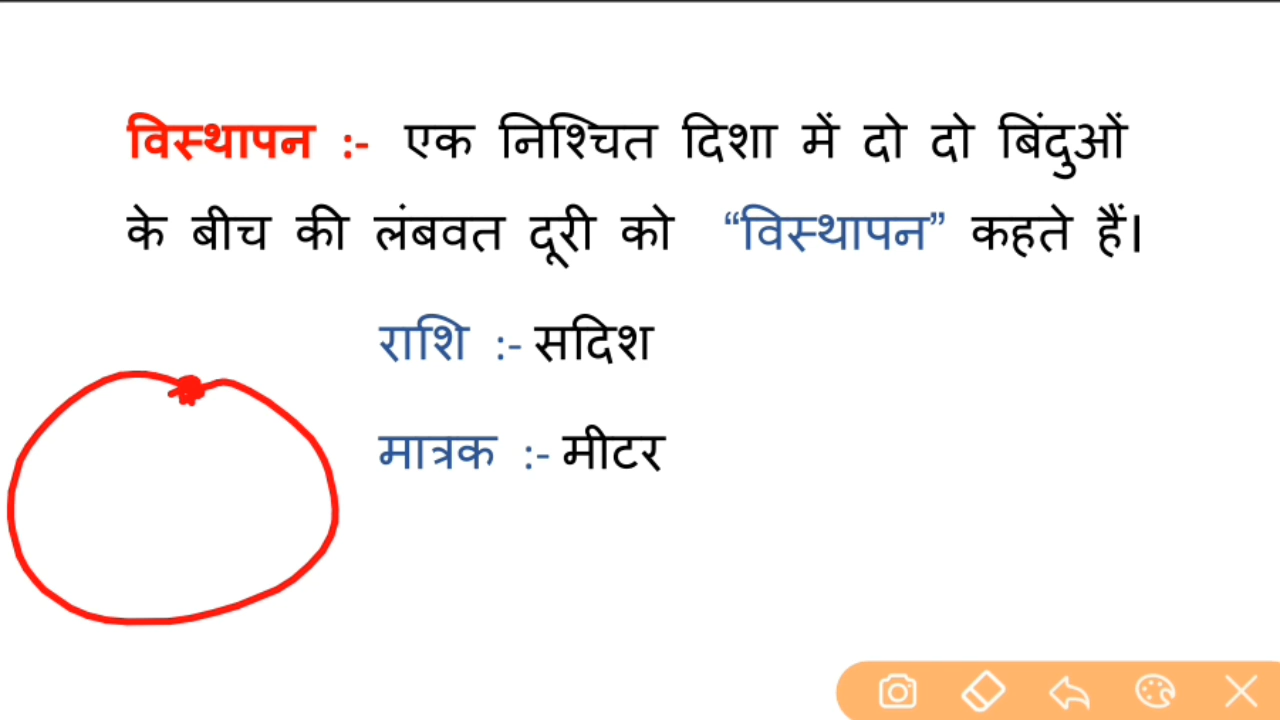 विस्थापन :- एक निश्चित दिशा में दो दो बिंदुओं
के बीच की लंबवत दूरी को “विस्थापन” कहते हैं।
राशि :- सदिश
मात्रक :- मीटर